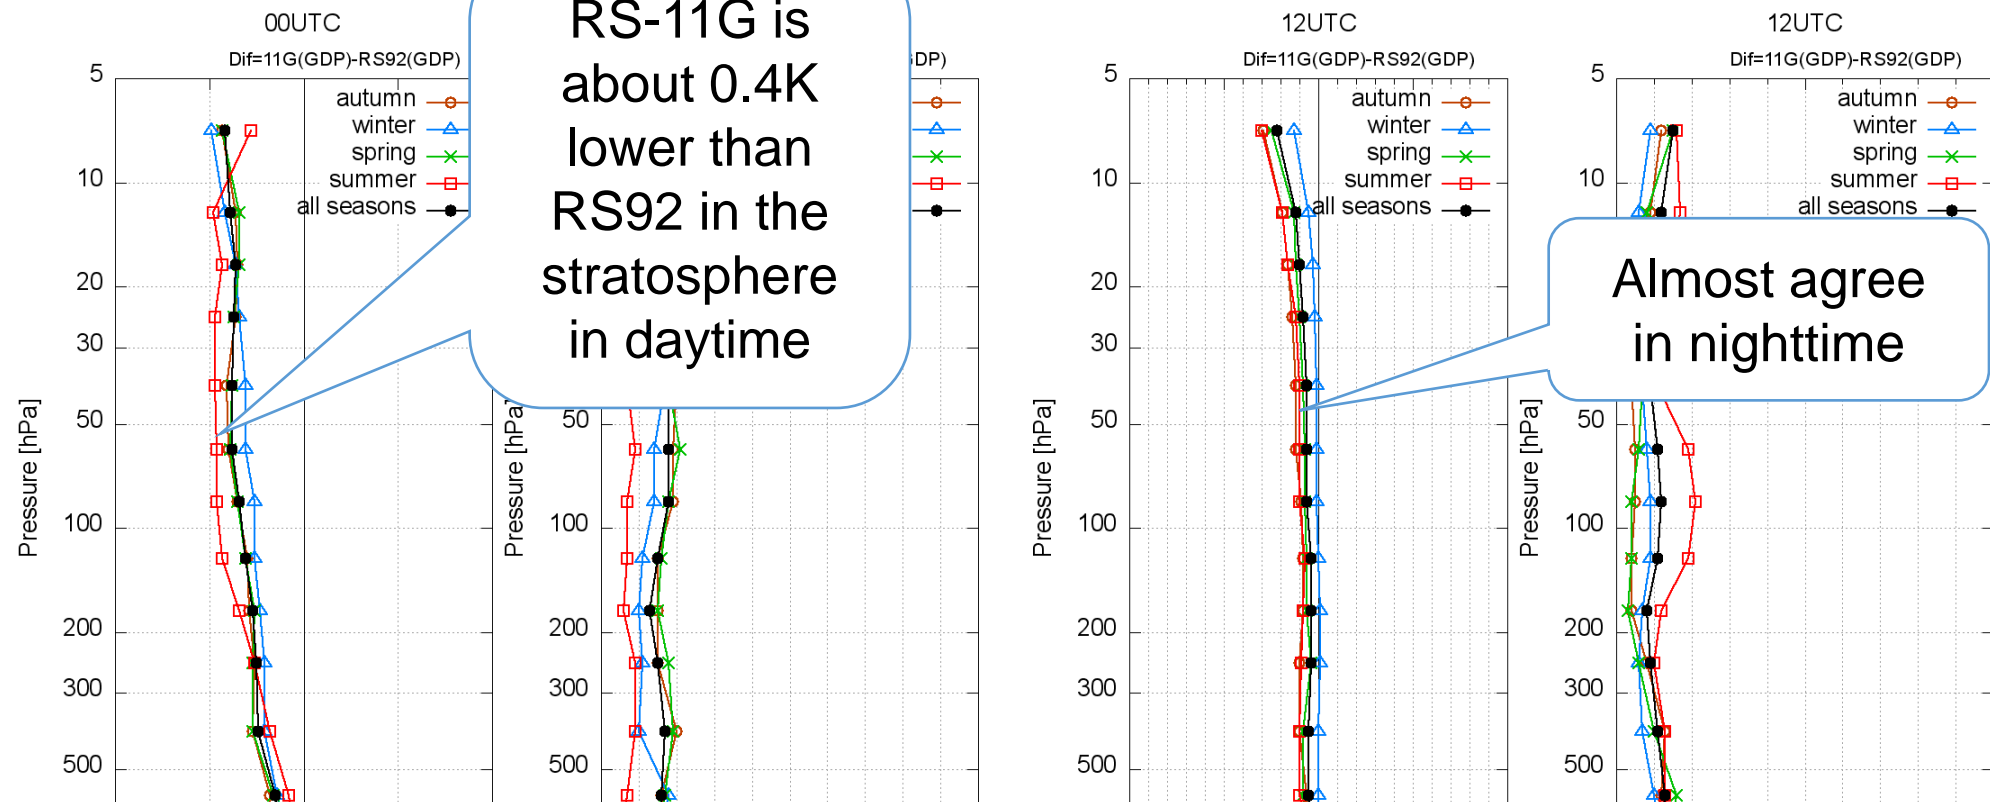 00UTC
Dif=11G(GDP)-RS92(GDP)
5
10
20
30
50
100
200
300
500
Pressure [hPa]
autumn
winter
spring
summer
all seasons
RS-11G is
about 0.4K
lower than
RS92 in the
stratosphere
in daytime
GDP)
50
100
200
300
500
Pressure [hPa]
12UTC
Dif=11G(GDP)-RS92(GDP)
5
10
20
30
50
100
200
300
500
Pressure [hPa]
autumn
winter
spring
summer
all seasons
12UTC
Dif=11G(GDP)-RS92(GDP)
5
10
50
100
200
300
500
Pressure [hPa]
autumn
winter
spring
summer
all seasons
Almost agree
in nighttime